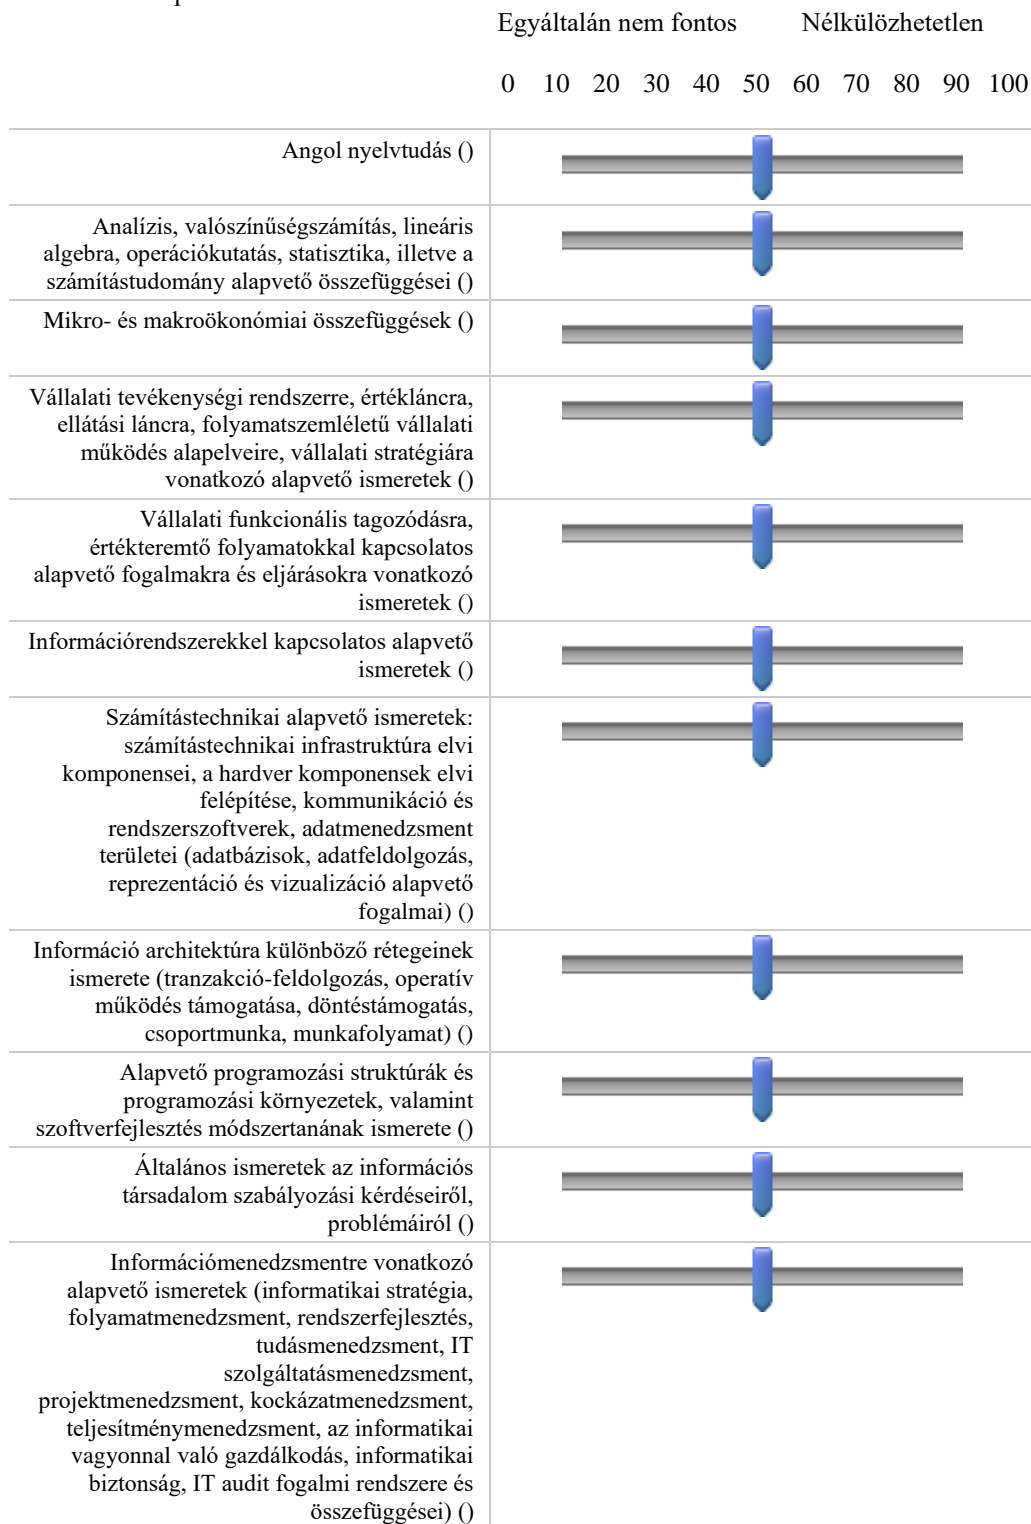 Egyáltalán nem fontos Nélkülözhetetlen
0 10 20 30 40 50 60 70 80 90 100
Angol nyelvtudás ()
Analízis, valószínűségszámítás, lineáris
algebra, operációkutatás, statisztika, illetve a
számítástudomány alapvető összefüggései ()
Mikro- és makroökonómiai összefüggések ()
Vállalati tevékenységi rendszerre, értékláncra,
ellátási láncra, folyamatszemléletű vállalati
működés alapelveire, vállalati stratégiára
vonatkozó alapvető ismeretek ()
Vállalati funkcionális tagozódásra,
értékteremtő folyamatokkal kapcsolatos
alapvető fogalmakra és eljárásokra vonatkozó
ismeretek ()
Információrendszerekkel kapcsolatos alapvető
ismeretek ()
Számítástechnikai alapvető ismeretek:
számítástechnikai infrastruktúra elvi
komponensei, a hardver komponensek elvi
felépítése, kommunikáció és
rendszerszoftverek, adatmenedzsment
területei (adatbázisok, adatfeldolgozás,
reprezentáció és vizualizáció alapvető
fogalmai) ()
Információ architektúra különböző rétegeinek
ismerete (tranzakció-feldolgozás, operatív
működés támogatása, döntéstámogatás,
csoportmunka, munkafolyamat) ()
Alapvető programozási struktúrák és
programozási környezetek, valamint
szoftverfejlesztés módszertanának ismerete ()
Általános ismeretek az információs
társadalom szabályozási kérdéseiről,
problémáiról ()
Információmenedzsmentre vonatkozó
alapvető ismeretek (informatikai stratégia,
folyamatmenedzsment, rendszerfejlesztés,
tudásmenedzsment, IT
szolgáltatásmenedzsment,
projektmenedzsment, kockázatmenedzsment,
teljesítménymenedzsment, az informatikai
vagyonnal való gazdálkodás, informatikai
biztonság, IT audit fogalmi rendszere és
összefüggései) ()